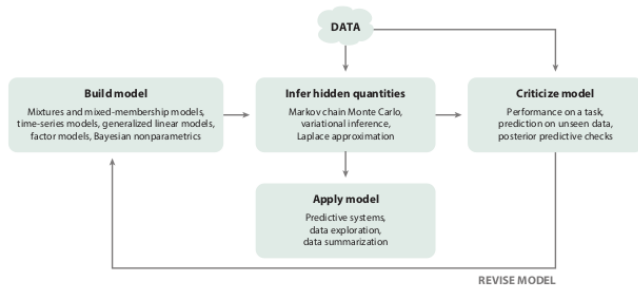 DATA
Build model
Mixtures and mixed-membership models,
time-series models, generalized linear models,
factor models, Bayesian nonparametrics
Infer hidden quantities
Markov chain Monte Carlo,
variational inference,
Laplace approximation
Criticize model
Performance on a task,
prediction on unseen data,
posterior predictive checks
Apply model
Predictive systems,
data exploration,
data summarization
REVISE MODEL